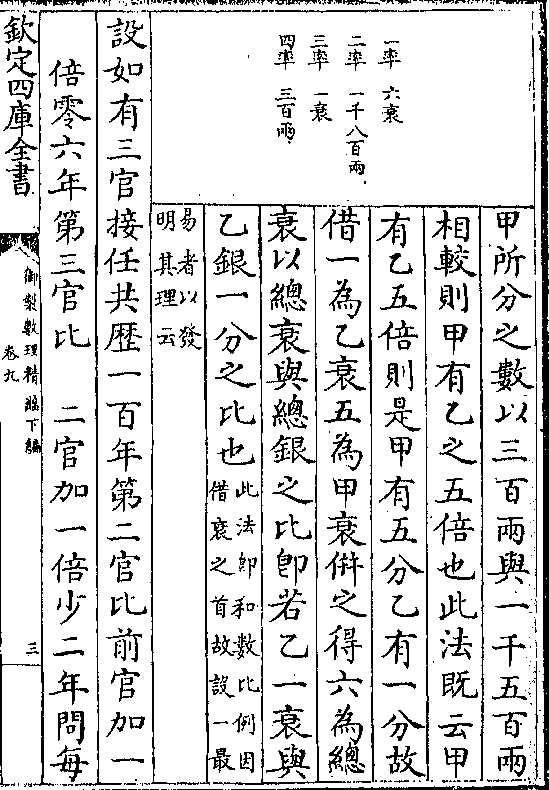 甲所分之數以三百兩與一千五百兩
相較則甲有乙之五倍也此法既云甲
有乙五倍則是甲有五分乙有一分故
借一為乙衰五為甲衰併之得六為總
衰以總衰與總銀之比即若乙一衰與
乙銀一分之比也此法即和數比例因
借衰之首故設一最
易者以發
明其理云
一率 六衰
二率 一千八百兩
三率 一衰
四率 三百兩
設如有三官接任共歴一百年第二官比前官加一
倍零六年第三官比 二官加一倍少二年問每
欽定四庫全書
御製數理精藴下編
卷九
三